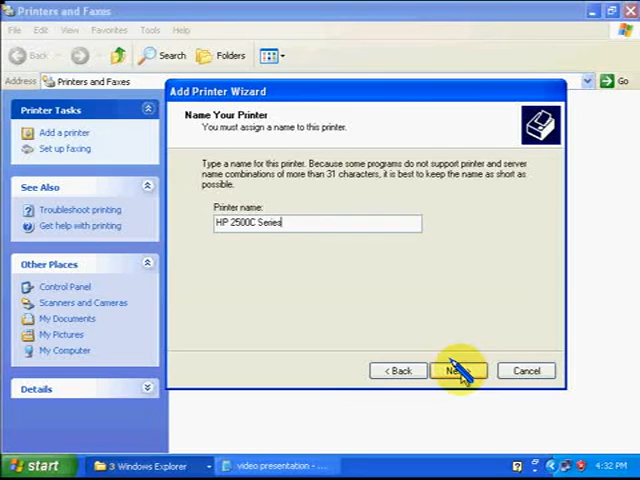 Printers and Faxes
File Edit View Favorites Tools Help
Back Search Folders
Address Printers and Faxes Go
Printer Tasks
Add a printer
Set up faxing
See Also
Troubleshoot printing
Get help with printing
Other Places
Control Panel
Scanners and Cameras
My Documents
My Pictures
My Computer
Details
Add Printer Wizard
Name Your Printer
You must assign a name to this printer.
Type a name for this printer. Because some programs do not support printer and server
name combinations of more than 31 characters, it is best to keep the name as short as
possible.
Printer name:
HP 2500C Series
< Back Cancel
start 3 Windows Explorer video presentation - ... 4:32 PM